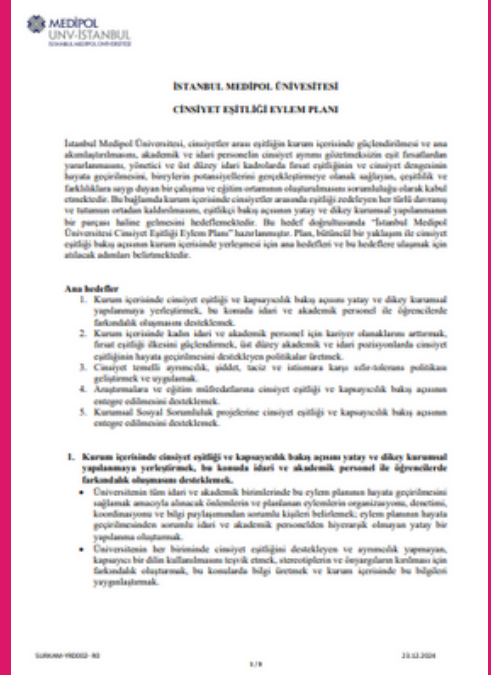 MEDİPOL
UNV-İSTANBUL
İSTANBUL MEDİPOL ÜNİVERSİTESİ
İSTANBUL MEDİPOL ÜNİVESİTESİ
CİNSİYET EŞİTLİĞİ EYLEM PLANI
İstanbul Medipol Üniversitesi, cinsiyetler arası eşitliğin kurum içerisinde güçlendirilmesi ve ana
akımlaştırılmasını, akademik ve idari personelin cinsiyet ayrımı gözetmeksizin eşit fırsatlardan
yararlanmasını, yönetici ve üst düzey idari kadrolarda fırsat eşitliğinin ve cinsiyet dengesinin
hayata geçirilmesini, bireylerin potansiyellerini gerçekleştirmeye olanak sağlayan, çeşitlilik ve
farklılıklara saygı duyan bir çalışma ve eğitim ortamının oluşturulmasını sorumluluğu olarak kabul
etmektedir. Bu bağlamda kurum içerisinde cinsiyetler arasında eşitliği zedeleyen her türlü davranış
ve tutumun ortadan kaldırılmasını, eşitlikçi bakış açısının yatay ve dikey kurumsal yapılanmanın
bir parçası haline gelmesini hedeflemektedir. Bu hedef doğrultusunda “İstanbul Medipol
Üniversitesi Cinsiyet Eşitliği Eylem Planı” hazırlanmıştır. Plan, bütüncül bir yaklaşım ile cinsiyet
eşitliği bakış açısının kurum içerisinde yerleşmesi için ana hedefleri ve bu hedeflere ulaşmak için
atılacak adımları belirtmektedir.
Ana hedefler
1. Kurum içerisinde cinsiyet eşitliği ve kapsayıcılık bakış açısını yatay ve dikey kurumsal
yapılanmaya yerleştirmek, bu konuda idari ve akademik personel ile öğrencilerde
farkındalık oluşmasını desteklemek.
2. Kurum içerisinde kadın idari ve akademik personel için kariyer olanaklarını arttırmak,
fırsat eşitliği ilkesini güçlendirmek, üst düzey akademik ve idari pozisyonlarda cinsiyet
eşitliğinin hayata geçirilmesini destekleyen politikalar üretmek.
3. Cinsiyet temelli ayrımcılık, şiddet, taciz ve istismara karşı sıfır-tolerans politikası
geliştirmek ve uygulamak.
4. Araştırmalara ve eğitim müfredatlarına cinsiyet eşitliği ve kapsayıcılık bakış açısının
entegre edilmesini desteklemek.
5. Kurumsal Sosyal Sorumluluk projelerine cinsiyet eşitliği ve kapsayıcılık bakış açısının
entegre edilmesini desteklemek.
1. Kurum içerisinde cinsiyet eşitliği ve kapsayıcılık bakış açısını yatay ve dikey kurumsal
yapılanmaya yerleştirmek, bu konuda idari ve akademik personel ile öğrencilerde
farkındalık oluşmasını desteklemek.
• Üniversitenin tüm idari ve akademik birimlerinde bu eylem planının hayata geçirilmesini
sağlamak amacıyla alınacak önlemlerin ve planlanan eylemlerin organizasyonu, denetimi,
koordinasyonu ve bilgi paylaşımından sorumlu kişileri belirlemek; eylem planının hayata
geçirilmesinden sorumlu idari ve akademik personelden hiyerarşik olmayan yatay bir
yapılanma oluşturmak.
• Üniversitenin her biriminde cinsiyet eşitliğini destekleyen ve ayrımcılık yapmayan,
kapsayıcı bir dilin kullanılmasını teşvik etmek, stereotiplerin ve önyargıların kırılması için
farkındalık oluşturmak, bu konularda bilgi üretmek ve kurum içerisinde bu bilgileri
yaygınlaştırmak.
23.12.2024